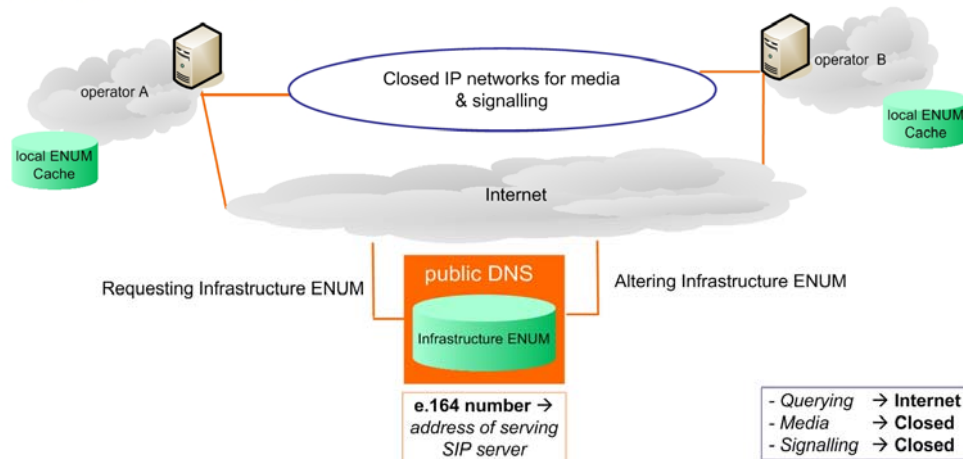 operator A
Closed IP networks for media
& signalling
operator B
local ENUM
Cache
local ENUM
Cache
Internet
Requesting Infrastructure ENUM
public DNS
Altering Infrastructure ENUM
Infrastructure ENUM
e.164 number →
address of serving
SIP server
- Querying → Internet
- Media → Closed
- Signalling → Closed